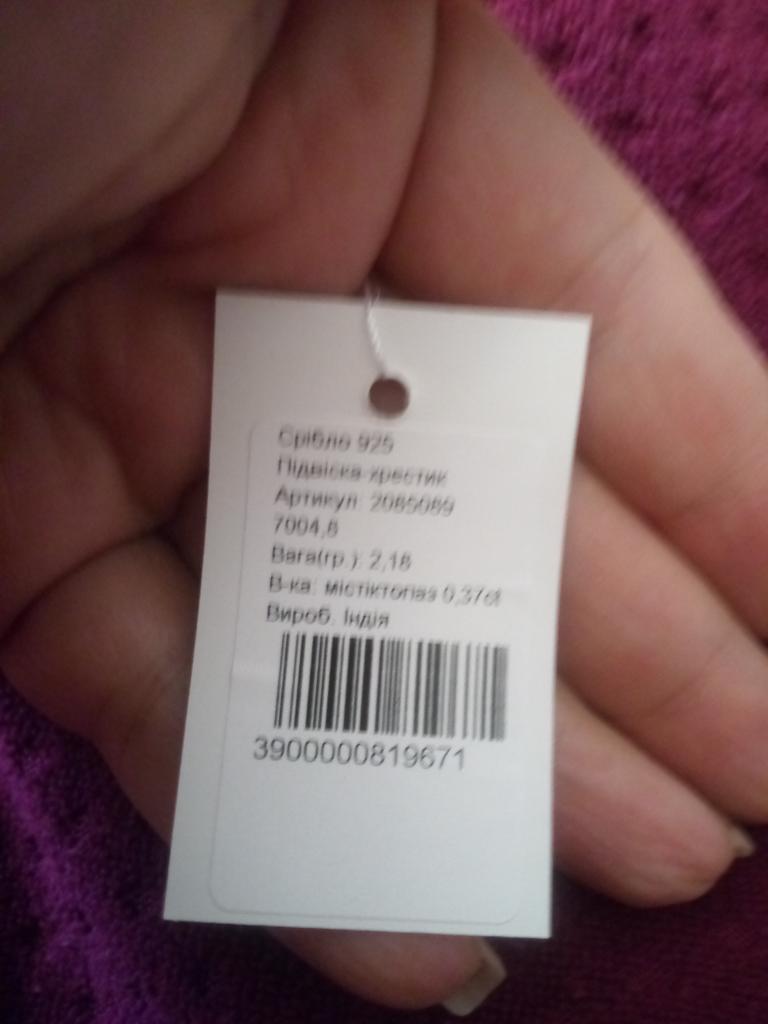 Срібло 925
Підвіска-хрестик
Артикул: 2085089
7004,8
Вага(гр.): 2,18
В-ка: містіктопаз 0,37ct
Вироб. Індія
3900000819671